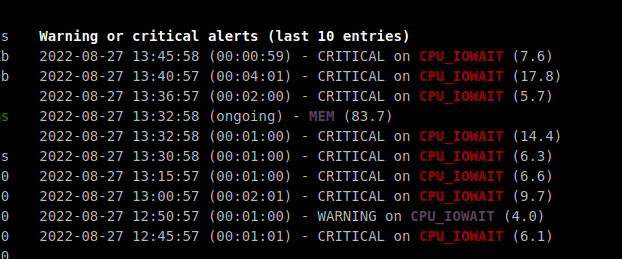 s Warning or critical alerts (last 10 entries)
b 2022-08-27 13:45:58 (00:00:59) - CRITICAL on CPU_IOWAIT (7.6)
b 2022-08-27 13:40:57 (00:04:01) - CRITICAL on CPU_IOWAIT (17.8)
2022-08-27 13:36:57 (00:02:00) - CRITICAL on CPU_IOWAIT (5.7)
s 2022-08-27 13:32:58 (ongoing) - MEM (83.7)
2022-08-27 13:32:58 (00:01:00) - CRITICAL on CPU_IOWAIT (14.4)
s 2022-08-27 13:30:58 (00:01:00) - CRITICAL on CPU_IOWAIT (6.3)
0 2022-08-27 13:15:57 (00:01:00) - CRITICAL on CPU_IOWAIT (6.6)
0 2022-08-27 13:00:57 (00:02:01) - CRITICAL on CPU_IOWAIT (9.7)
0 2022-08-27 12:50:57 (00:01:00) - WARNING on CPU_IOWAIT (4.0)
0 2022-08-27 12:45:57 (00:01:01) - CRITICAL on CPU_IOWAIT (6.1)
0